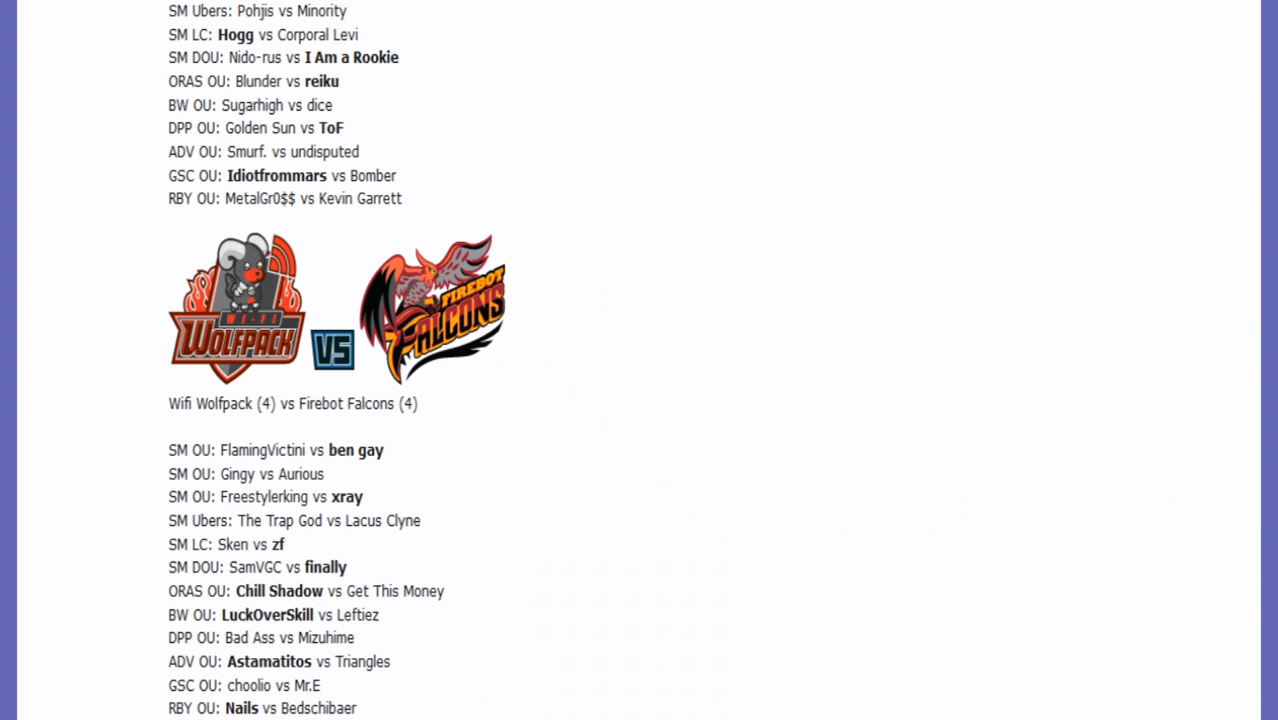 SM Ubers: Pohjis vs Minority
SM LC: Hogg vs Corporal Levi
SM DOU: Nido-rus vs I Am a Rookie
ORAS OU: Blunder vs reiku
BW OU: Sugarhigh vs dice
DPP OU: Golden Sun vs ToF
ADV OU: Smurf. vs undisputed
GSC OU: Idiotfrommars vs Bomber
RBY OU: MetalGr0$$ vs Kevin Garrett
WI-FI
WOLFPACK
VS
FIREBOT
FALCONS
Wifi Wolfpack (4) vs Firebot Falcons (4)
SM OU: FlamingVictini vs ben gay
SM OU: Gingy vs Aurious
SM OU: Freestylerking vs xray
SM Ubers: The Trap God vs Lacus Clyne
SM LC: Sken vs zf
SM DOU: SamVGC vs finally
ORAS OU: Chill Shadow vs Get This Money
BW OU: LuckOverSkill vs Leftiez
DPP OU: Bad Ass vs Mizuhime
ADV OU: Astamatitos vs Triangles
GSC OU: choolio vs Mr.E
RBY OU: Nails vs Bedschibaer